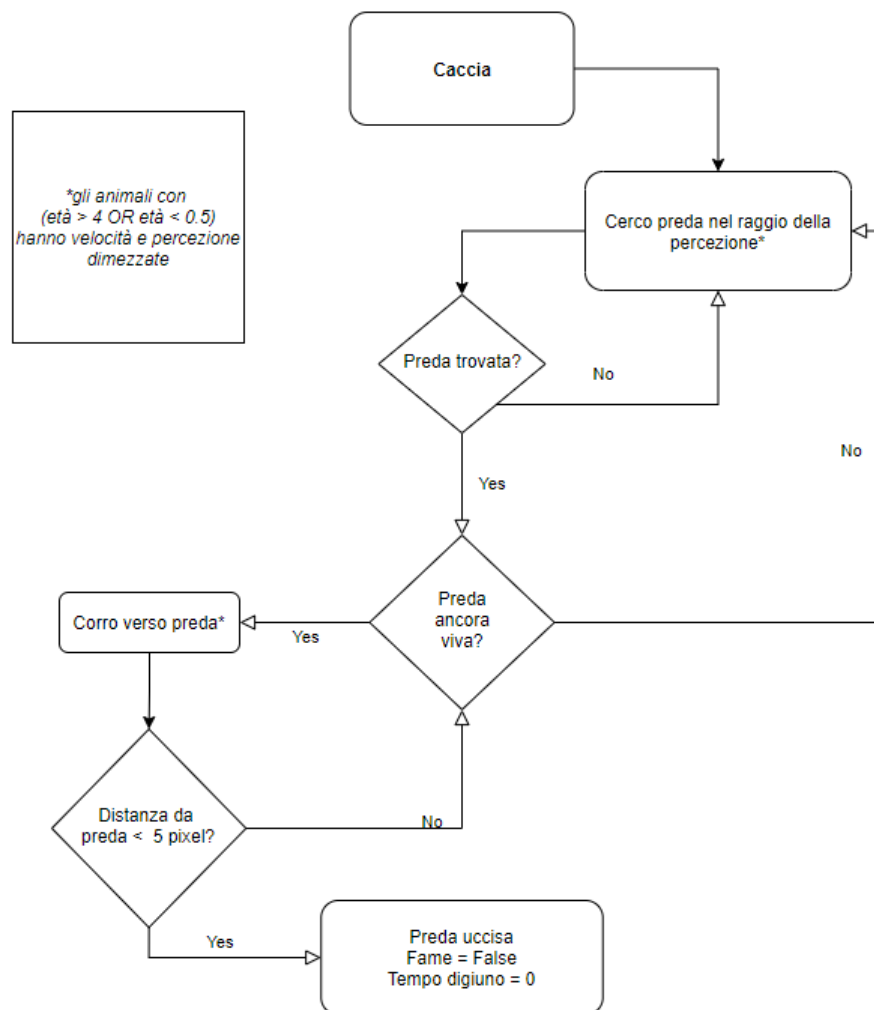 Caccia
*gli animali con
(età > 4 OR età < 0.5)
hanno velocità e percezione
dimezzate
Cerco preda nel raggio della
percezione*
Preda trovata?
No
No
Yes
Preda
ancora
viva?
Corro verso preda*
Yes
Distanza da
preda < 5 pixel?
No
Yes
Preda uccisa
Fame = False
Tempo digiuno = 0